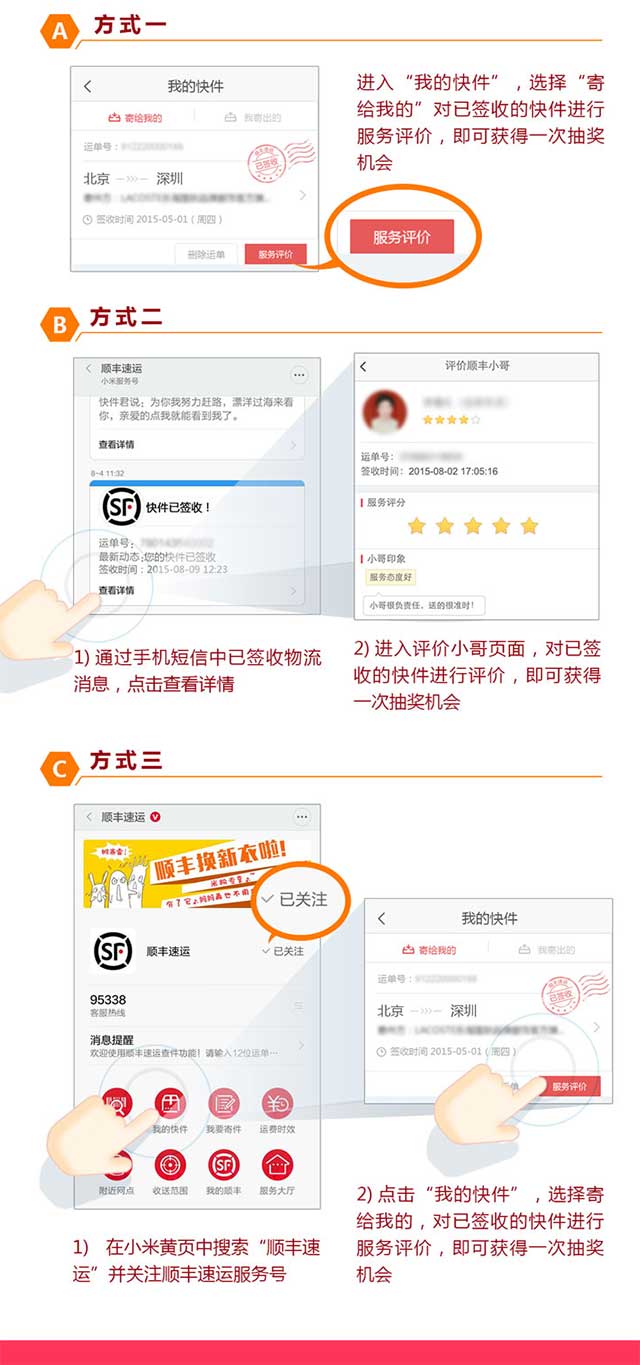 A 方式一
我的快件
寄给我的 我寄出的
运单号：
已签收
北京 深圳
签收时间 2015-05-01（周四）
删除运单 服务评价
进入“我的快件”，选择“寄
给我的”对已签收的快件进行
服务评价，即可获得一次抽奖
机会
服务评价
B 方式二
顺丰速运
小米服务号
快件君说：为你我努力赶路，漂洋过海来看
你，亲爱的点我就能看到我了。
查看详情
8-4 11:32
SF 快件已签收！
运单号：
最新动态:您的快件已签收
签收时间：2015-08-09 12:23
查看详情
1) 通过手机短信中已签收物流
消息，点击查看详情
评价顺丰小哥
运单号：
签收时间：2015-08-02 17:05:16
服务评分
小哥印象
服务态度好
小哥很负责任，送的很准时！
2) 进入评价小哥页面，对已签
收的快件进行评价，即可获得
一次抽奖机会
C 方式三
顺丰速运 V
顺丰换新衣啦！
已关注
SF 顺丰速运 已关注
95338
客服热线
消息提醒
欢迎使用顺丰速运查件功能！请输入12位运单…
我的快件 我要寄件 运费时效
附近网点 收送范围 我的顺丰 服务大厅
1) 在小米黄页中搜索“顺丰速
运”并关注顺丰速运服务号
我的快件
寄给我的 我寄出的
运单号：
已签收
北京 深圳
签收时间 2015-05-01（周四）
服务评价
2) 点击“我的快件”，选择寄
给我的，对已签收的快件进行
服务评价，即可获得一次抽奖
机会